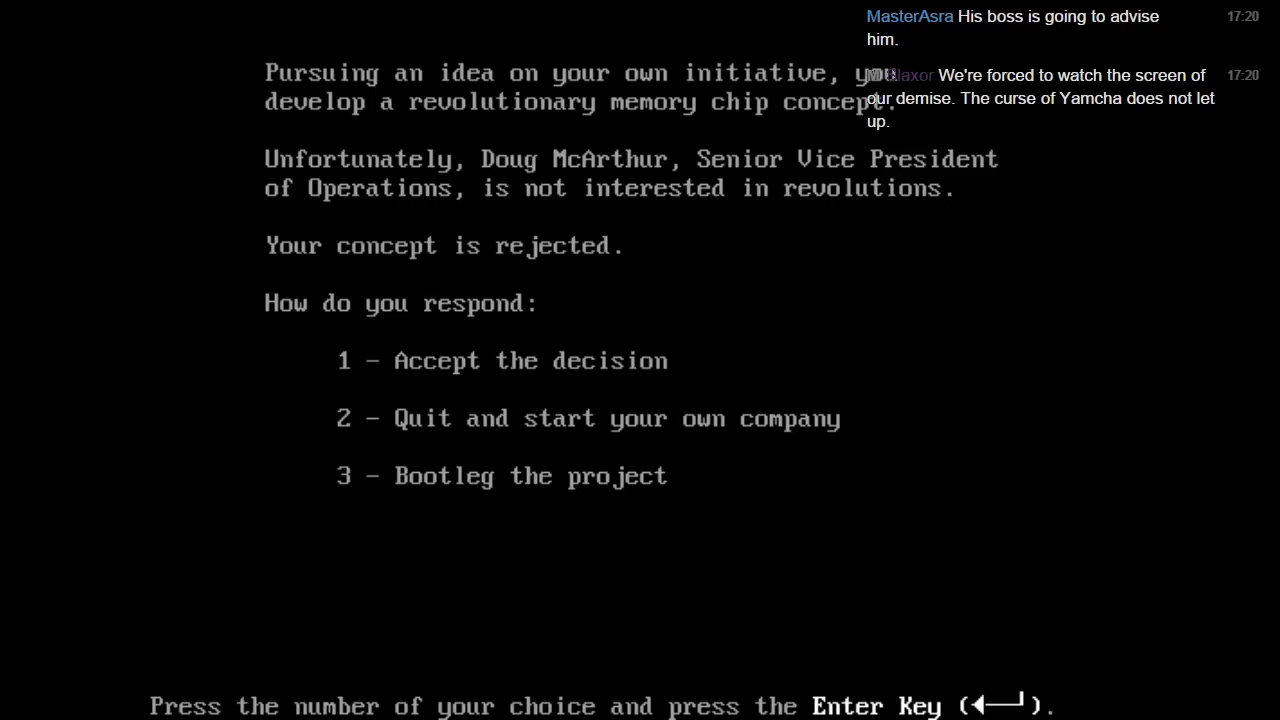 MasterAsra His boss is going to advise 17:20
him.
Pursuing an idea on your own initiative, you
develop a revolutionary memory chip concept.
laxor We're forced to watch the screen of 17:20
our demise. The curse of Yamcha does not let
up.
Unfortunately, Doug McArthur, Senior Vice President
of Operations, is not interested in revolutions.
Your concept is rejected.
How do you respond:
1 - Accept the decision
2 - Quit and start your own company
3 - Bootleg the project
Press the number of your choice and press the Enter Key (◄─┘).